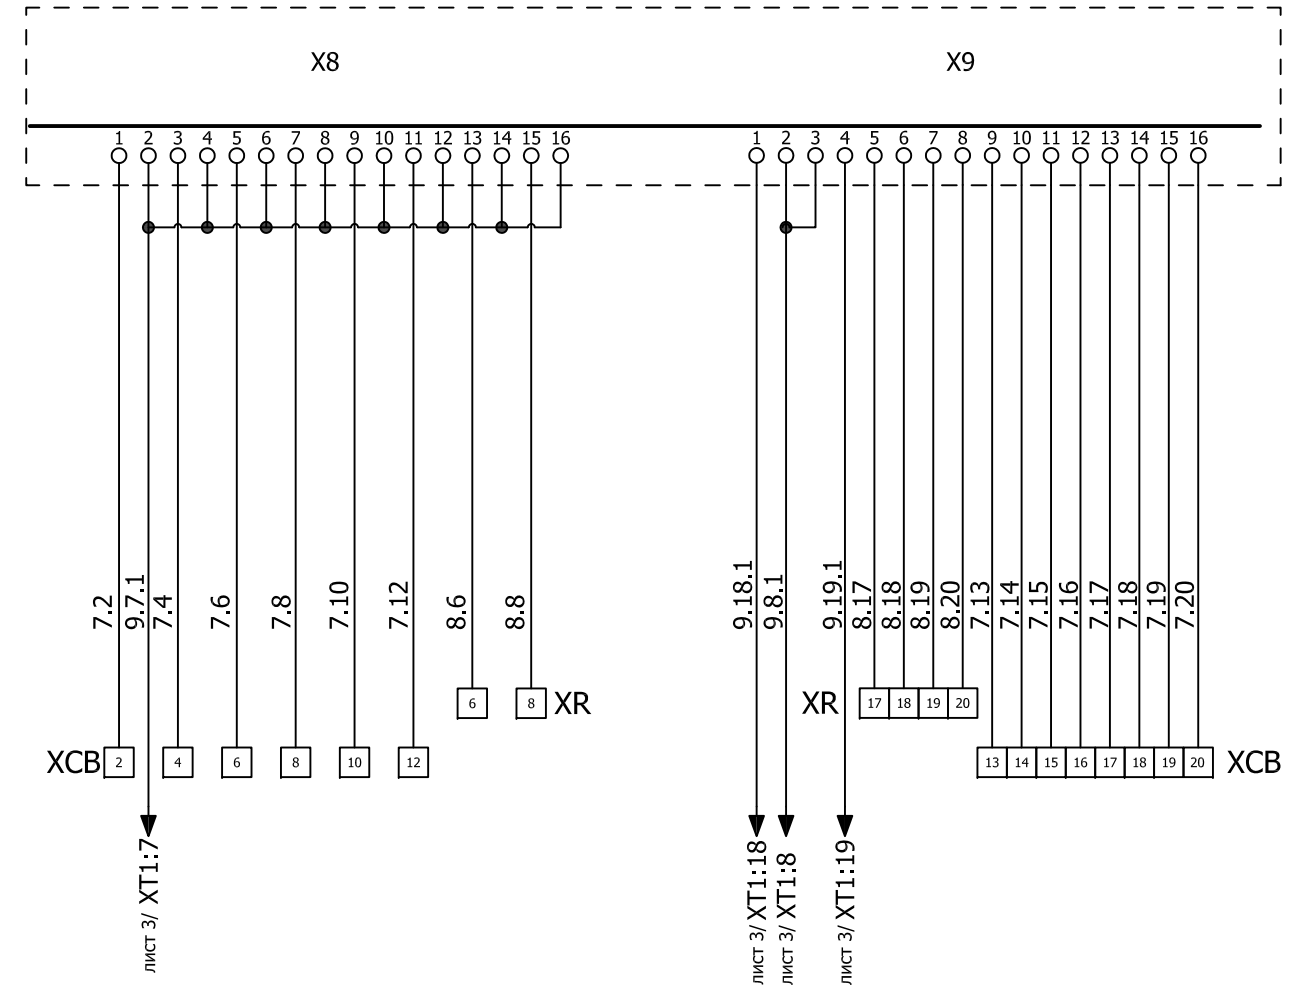 X8 X9
1 2 3 4 5 6 7 8 9 10 11 12 13 14 15 16 1 2 3 4 5 6 7 8 9 10 11 12 13 14 15 16
7.2 9.7.1 7.4 7.6 7.8 7.10 7.12 8.6 8.8 9.18.1 9.8.1 9.19.1 8.17 8.18 8.19 8.20 7.13 7.14 7.15 7.16 7.17 7.18 7.19 7.20
6 8 XR XR 17 18 19 20
ХСВ 2 4 6 8 10 12 13 14 15 16 17 18 19 20 ХСВ
лист 3/ XT1:7
лист 3/ XT1:18
лист 3/ XT1:8
лист 3/ XT1:19